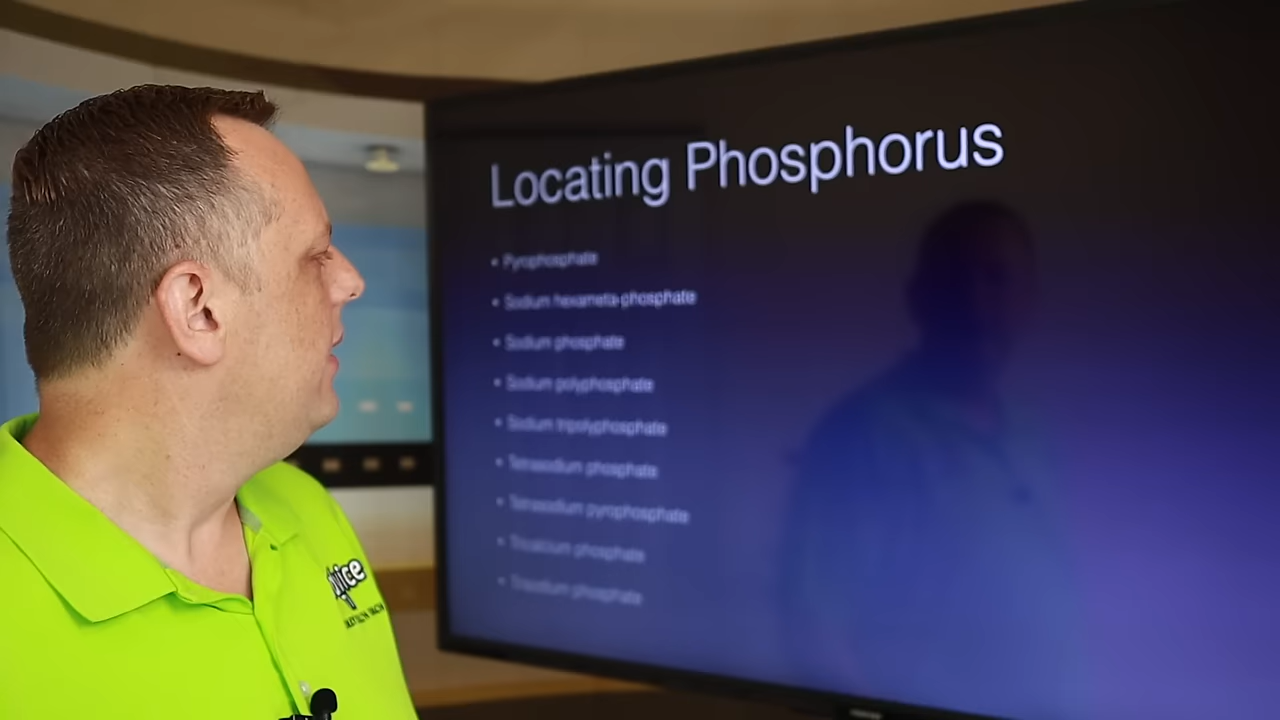 Locating Phosphorus
• Pyrophosphate
• Sodium hexameta-phosphate
• Sodium phosphate
• Sodium polyphosphate
• Sodium tripolyphosphate
• Tetrasodium phosphate
• Tetrasodium pyrophosphate
• Tricalcium phosphate
• Trisodium phosphate